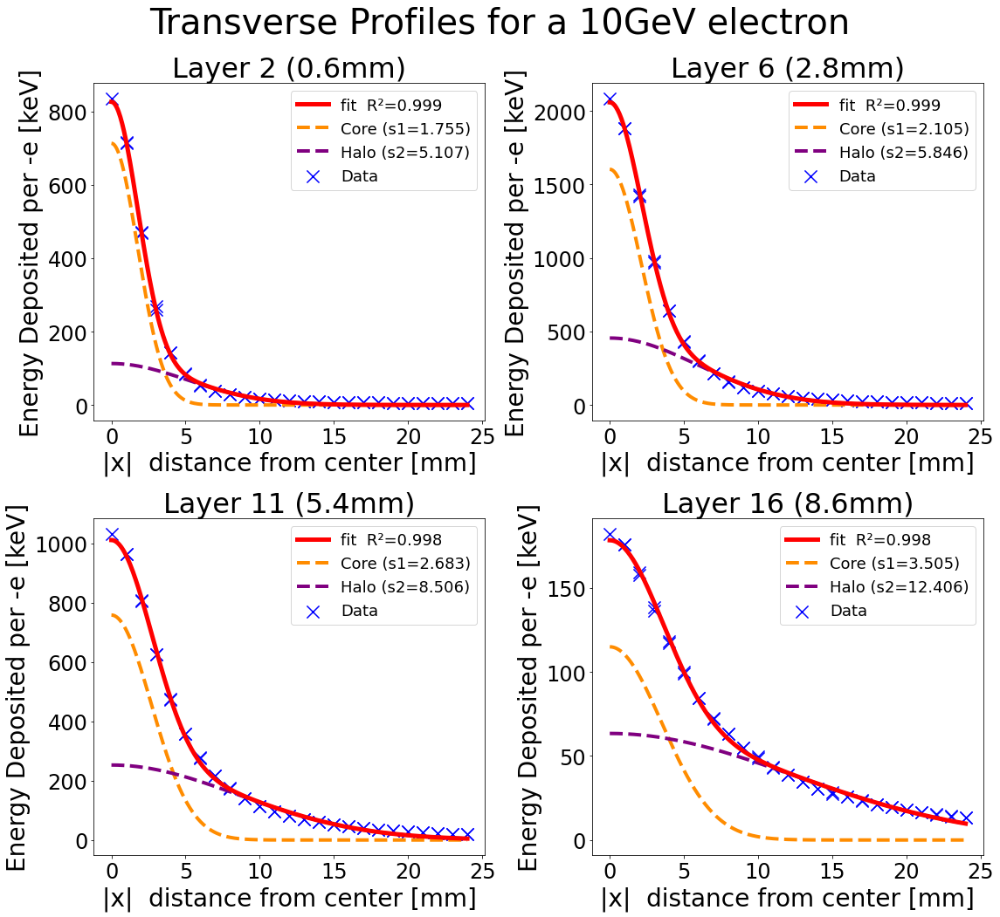 Transverse Profiles for a 10GeV electron
Layer 2 (0.6mm)
Energy Deposited per -e [keV]
800
600
400
200
0
fit  R²=0.999
Core (s1=1.755)
Halo (s2=5.107)
Data
0 5 10 15 20 25
|x|  distance from center [mm]
Layer 6 (2.8mm)
Energy Deposited per -e [keV]
2000
1500
1000
500
0
fit  R²=0.999
Core (s1=2.105)
Halo (s2=5.846)
Data
0 5 10 15 20 25
|x|  distance from center [mm]
Layer 11 (5.4mm)
Energy Deposited per -e [keV]
1000
800
600
400
200
0
fit  R²=0.998
Core (s1=2.683)
Halo (s2=8.506)
Data
0 5 10 15 20 25
|x|  distance from center [mm]
Layer 16 (8.6mm)
Energy Deposited per -e [keV]
150
100
50
0
fit  R²=0.998
Core (s1=3.505)
Halo (s2=12.406)
Data
0 5 10 15 20 25
|x|  distance from center [mm]